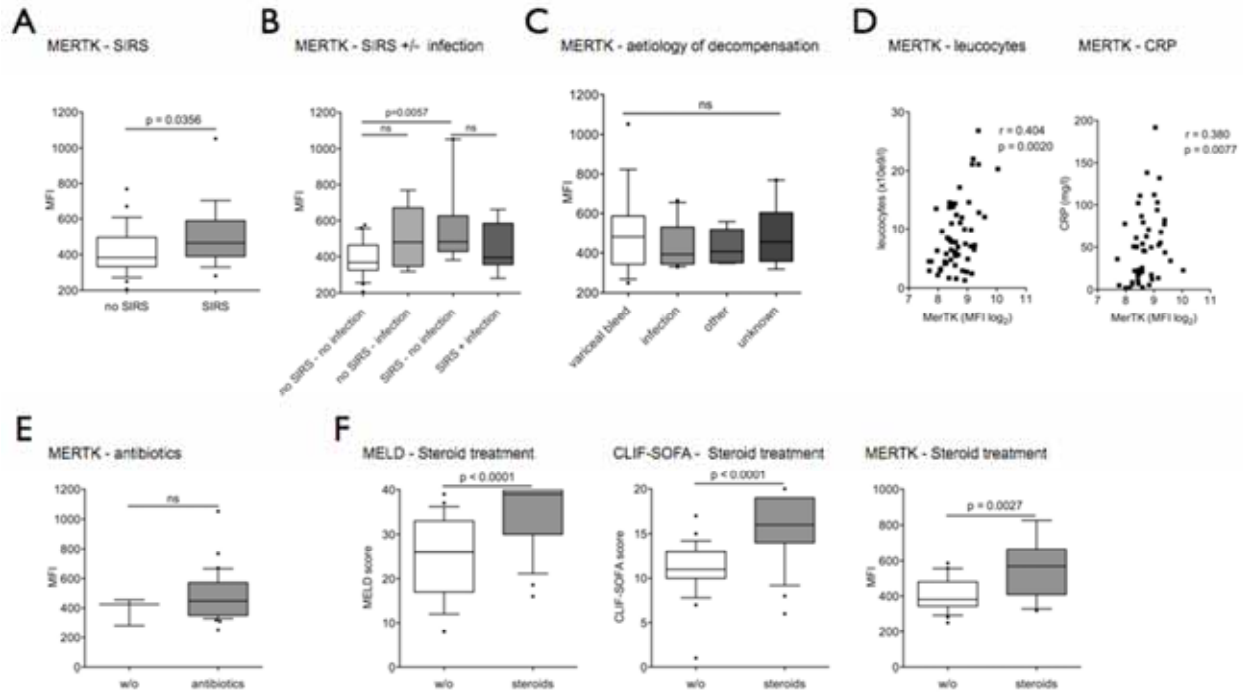 A
MERTK - SIRS
1200
1000
800
600
400
200
MFI
p = 0.0356
no SIRS
SIRS
B
MERTK - SIRS +/- infection
1200
1000
800
600
400
200
MFI
p=0.0057
ns
ns
no SIRS - no infection
no SIRS - infection
SIRS - no infection
SIRS + infection
C
MERTK - aetiology of decompensation
1200
1000
800
600
400
200
MFI
ns
variceal bleed
infection
other
unknown
D
MERTK - leucocytes
30
20
10
0
leucocytes (x10e9/l)
r = 0.404
p = 0.0020
7 8 9 10 11
MerTK (MFI log2)
MERTK - CRP
200
150
100
50
0
CRP (mg/l)
r = 0.380
p = 0.0077
7 8 9 10 11
MerTK (MFI log2)
E
MERTK - antibiotics
1200
1000
800
600
400
200
0
MFI
ns
w/o
antibiotics
F
MELD - Steroid treatment
p < 0.0001
40
30
20
10
0
MELD score
w/o
steroids
CLIF-SOFA - Steroid treatment
p < 0.0001
20
15
10
5
0
CLIF-SOFA score
w/o
steroids
MERTK - Steroid treatment
1000
800
600
400
200
0
MFI
p = 0.0027
w/o
steroids